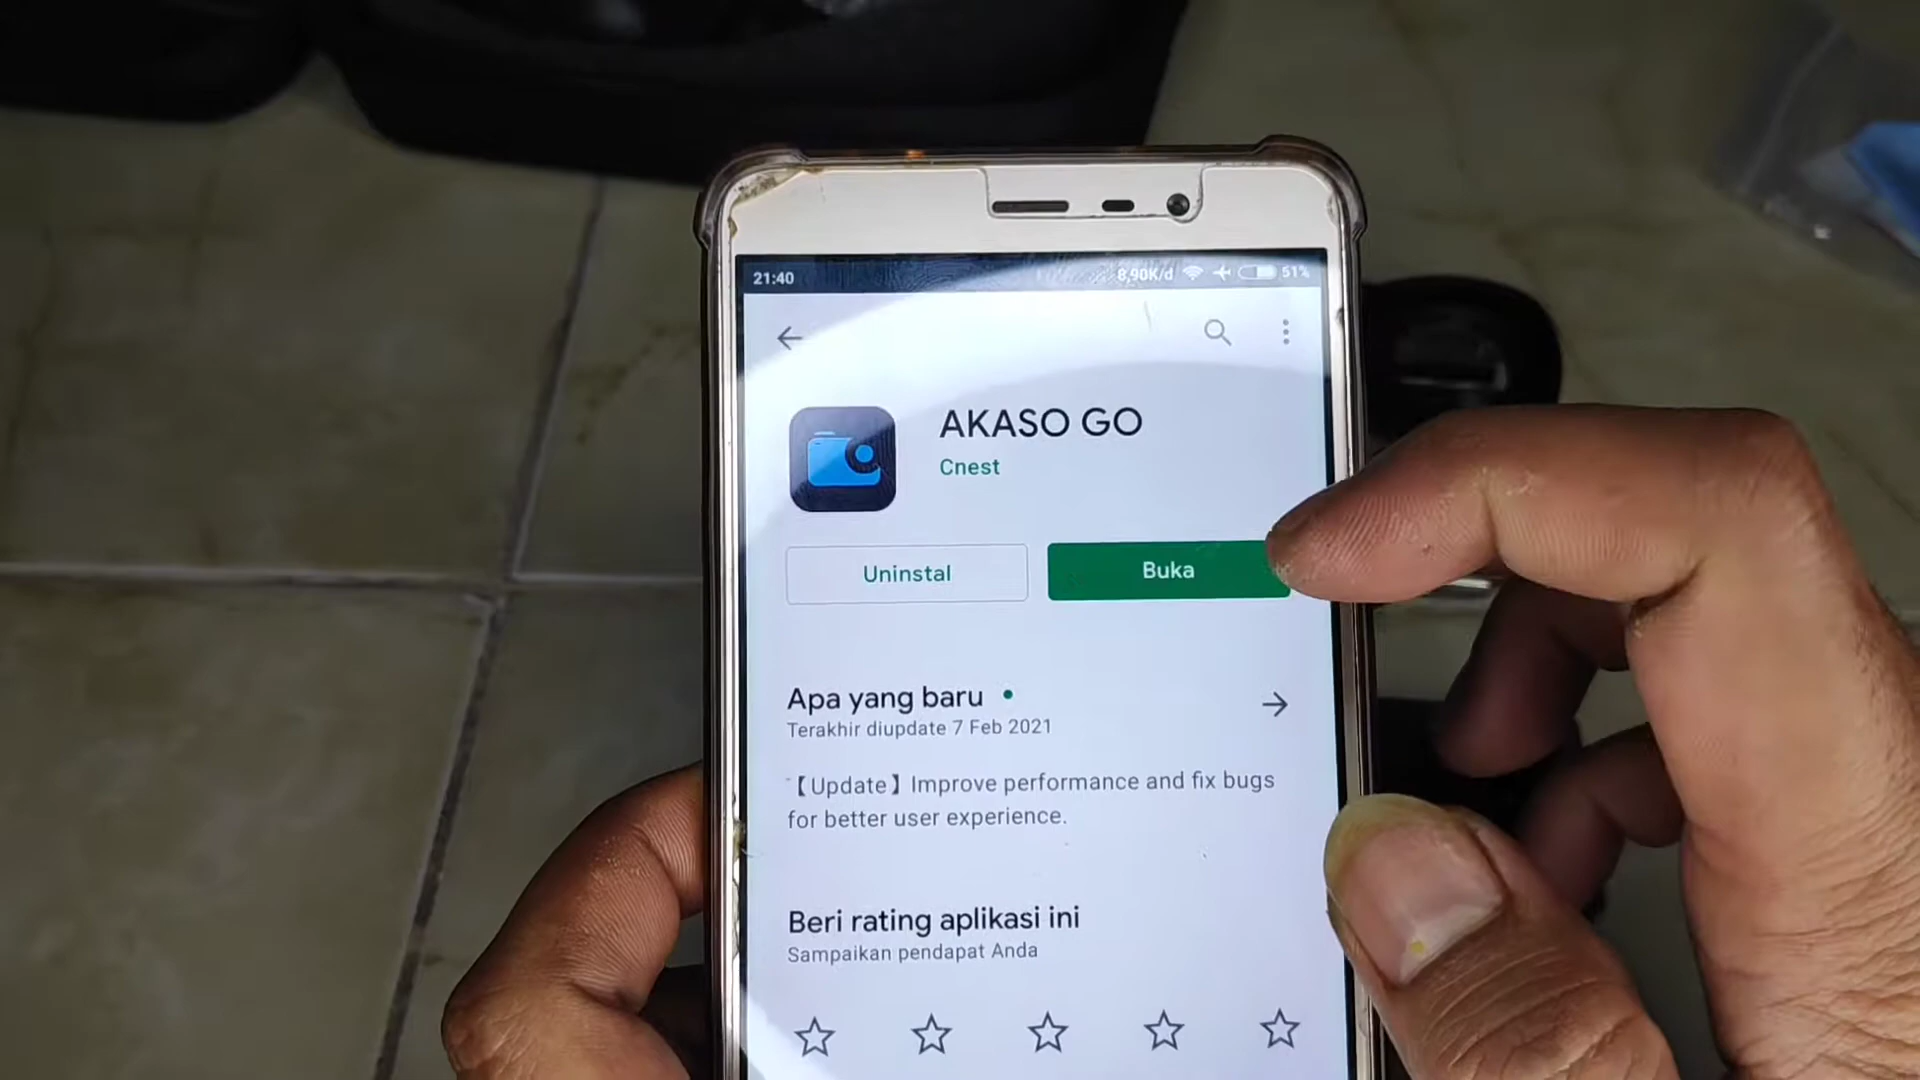 21:40 8,90K/d 51%
AKASO GO
Cnest
Uninstal Buka
Apa yang baru
Terakhir diupdate 7 Feb 2021
【Update】Improve performance and fix bugs
for better user experience.
Beri rating aplikasi ini
Sampaikan pendapat Anda